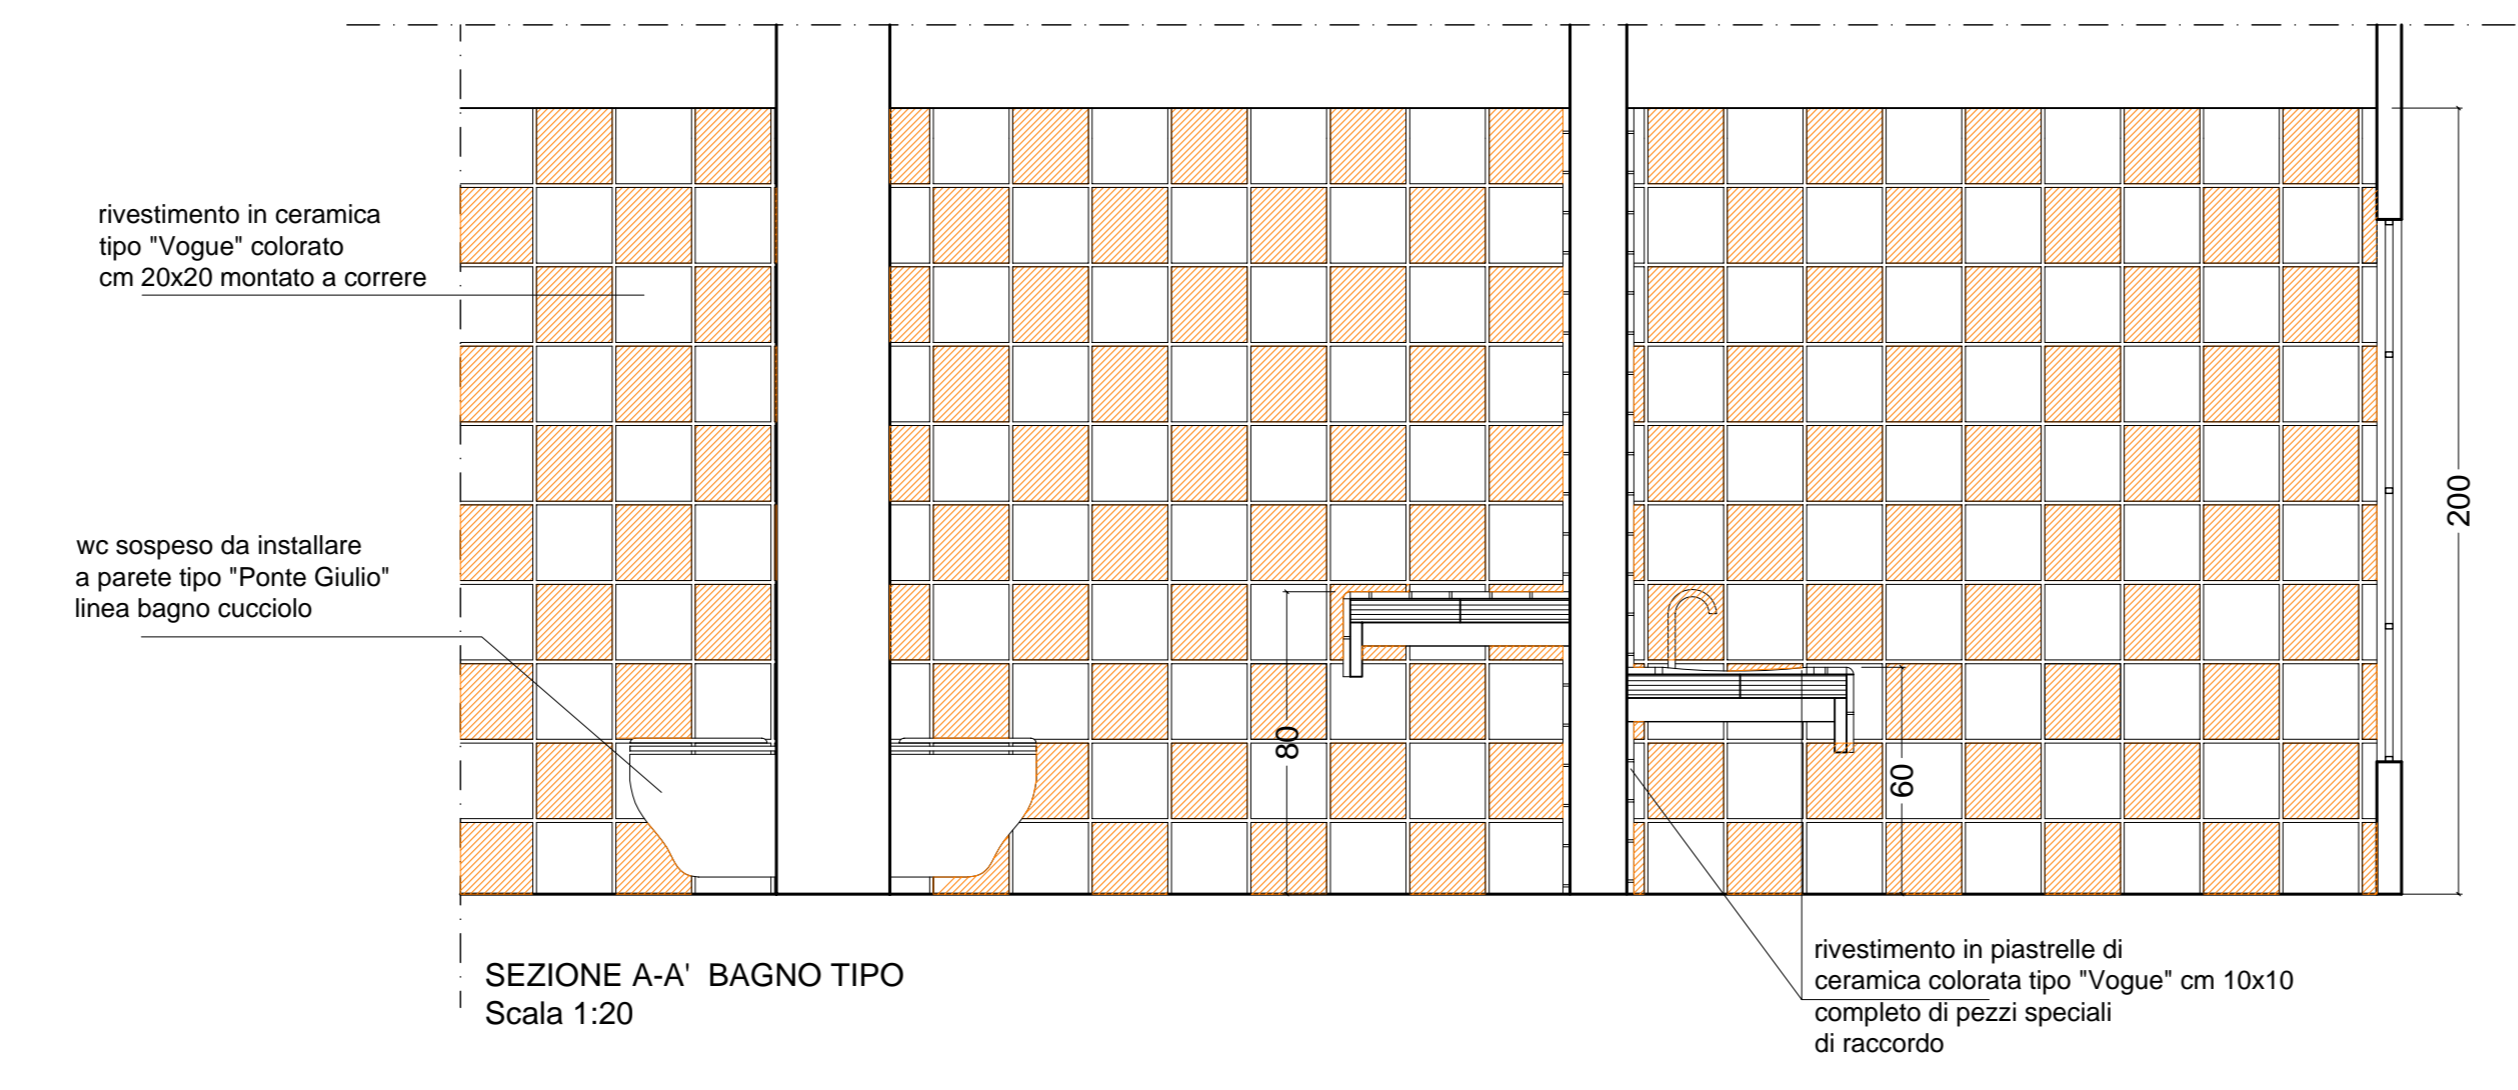 rivestimento in ceramica
tipo "Vogue" colorato
cm 20x20 montato a correre
wc sospeso da installare
a parete tipo "Ponte Giulio"
linea bagno cucciolo
80
60
200
SEZIONE A-A' BAGNO TIPO
Scala 1:20
rivestimento in piastrelle di
ceramica colorata tipo "Vogue" cm 10x10
completo di pezzi speciali
di raccordo